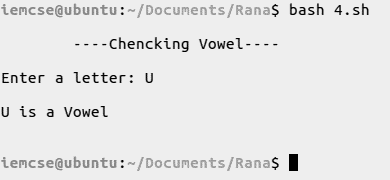 iemcse@ubuntu:~/Documents/Rana$ bash 4.sh
----Chencking Vowel----
Enter a letter: U
U is a Vowel
iemcse@ubuntu:~/Documents/Rana$